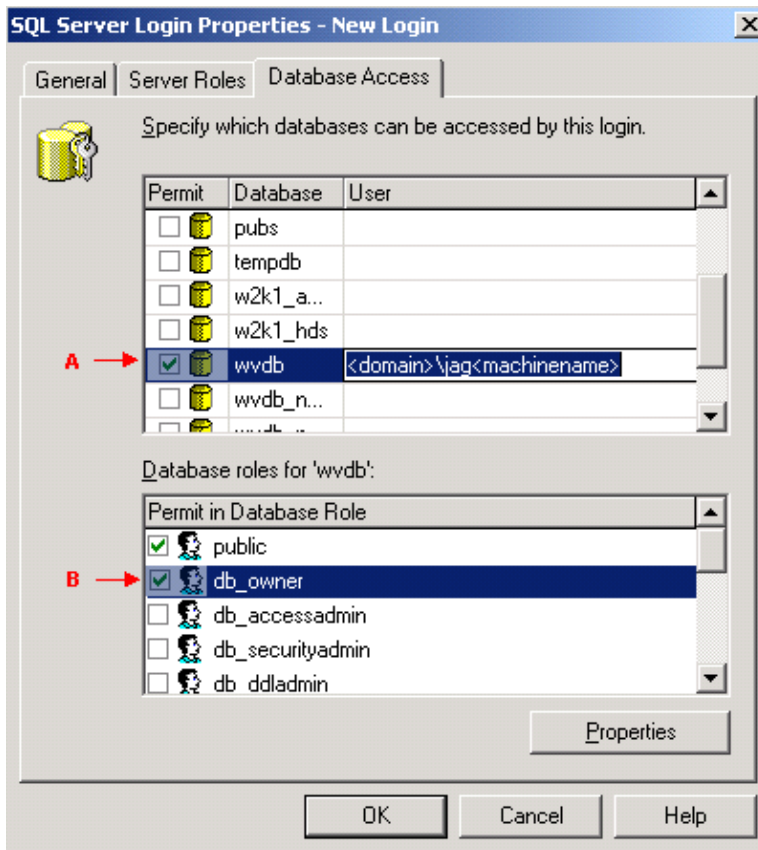 SQL Server Login Properties - New Login
General Server Roles Database Access
Specify which databases can be accessed by this login.
Permit Database User
pubs
tempdb
w2k1_a...
w2k1_hds
A wvdb <domain>\jag<machinename>
wvdb_n...
Database roles for 'wvdb':
Permit in Database Role
public
B db_owner
db_accessadmin
db_securityadmin
db_ddladmin
Properties
OK Cancel Help